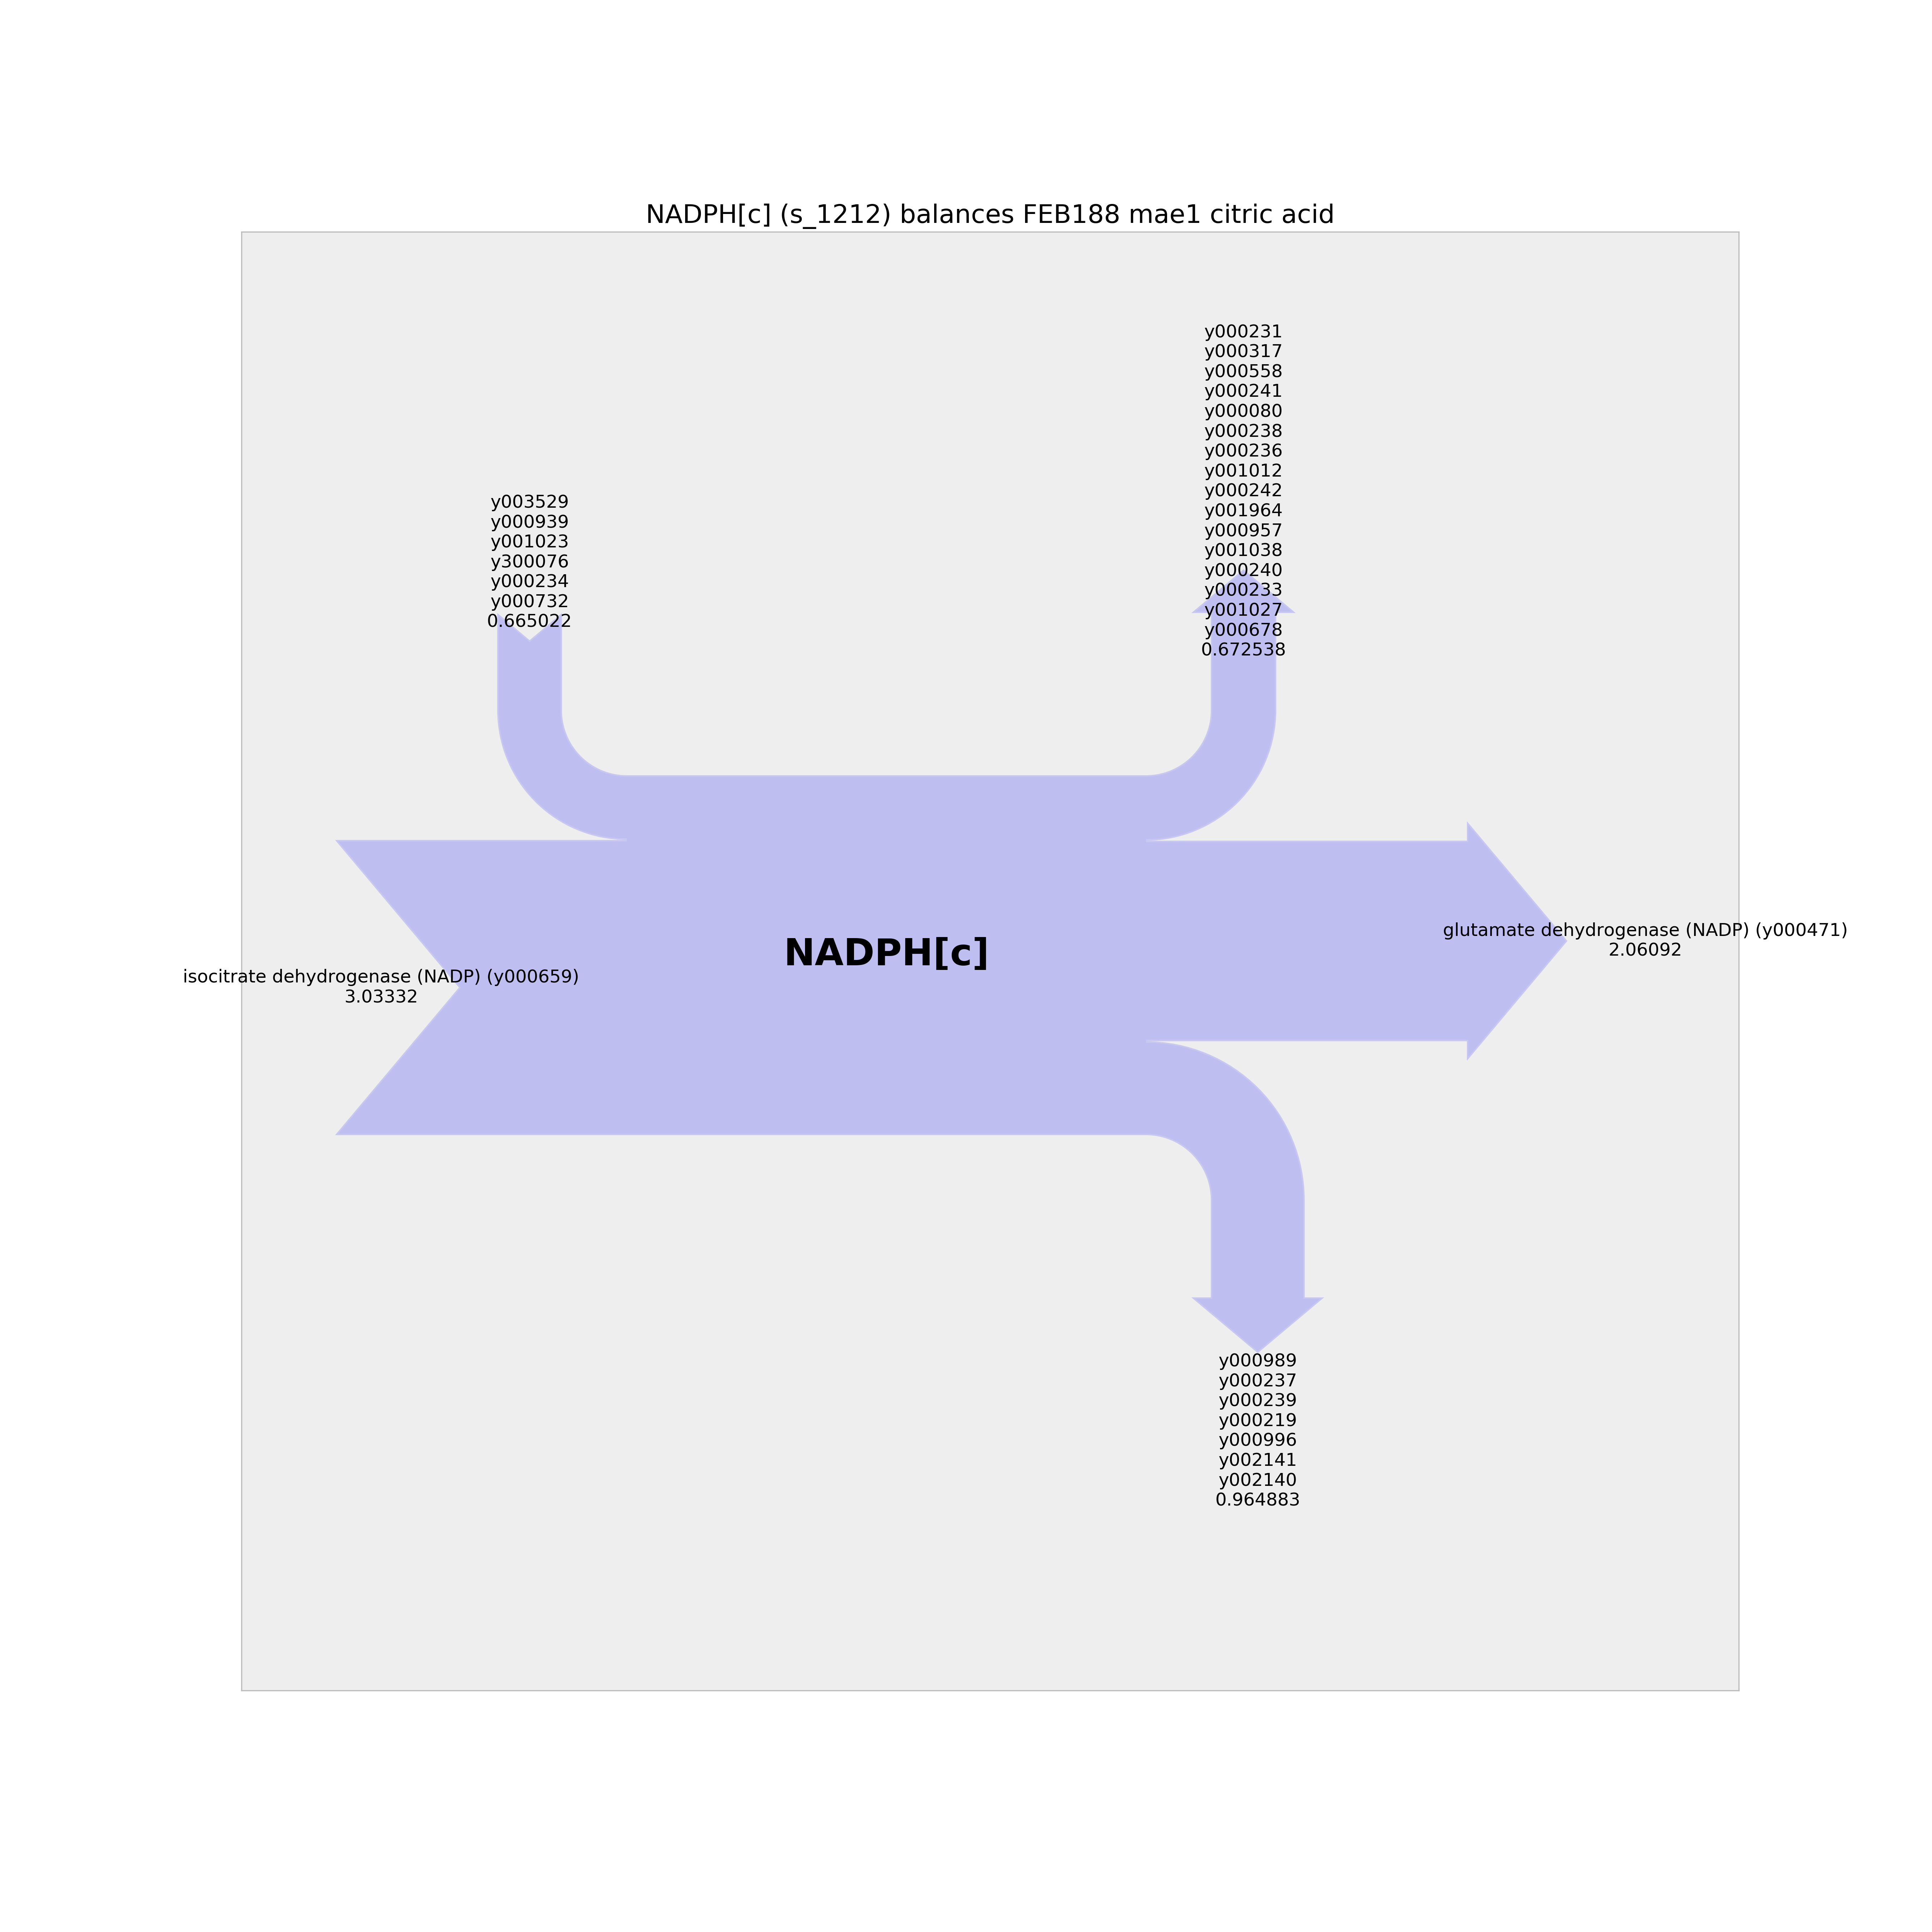 NADPH[c] (s_1212) balances FEB188 mae1 citric acid
y000231
y000317
y000558
y000241
y000080
y000238
y000236
y001012
y000242
y001964
y000957
y001038
y000240
y000233
y001027
y000678
0.672538
y003529
y000939
y001023
y300076
y000234
y000732
0.665022
glutamate dehydrogenase (NADP) (y000471)
2.06092
NADPH[c]
isocitrate dehydrogenase (NADP) (y000659)
3.03332
y000989
y000237
y000239
y000219
y000996
y002141
y002140
0.964883